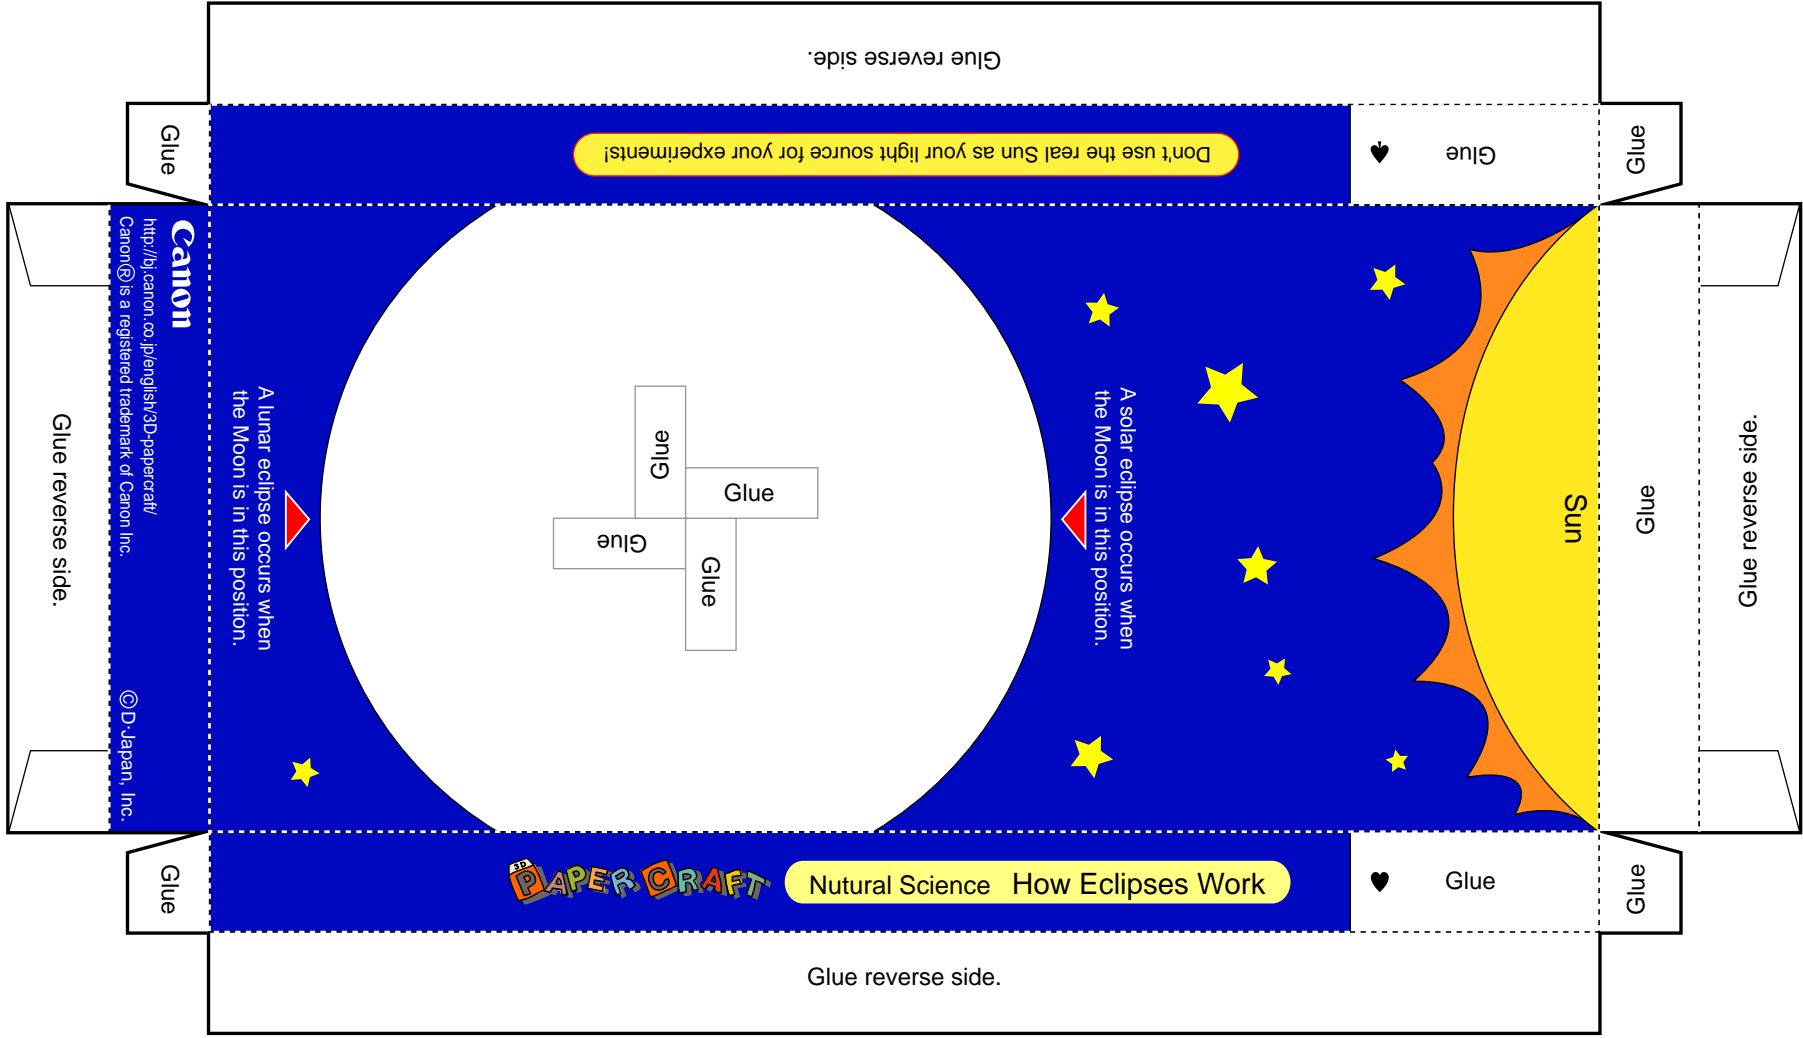 Glue reverse side.
Glue
Don't use the real Sun as your light source for your experiments!
Glue
Glue
Canon
http://bj.canon.co.jp/english/3D-papercraft/
Canon® is a registered trademark of Canon Inc.
©D·Japan, Inc.
Glue reverse side.
A lunar eclipse occurs when
the Moon is in this position.
Glue
Glue
Glue
Glue
A solar eclipse occurs when
the Moon is in this position.
Sun
Glue
Glue reverse side.
Glue
3D PAPER CRAFT
Nutural Science How Eclipses Work
Glue
Glue
Glue reverse side.